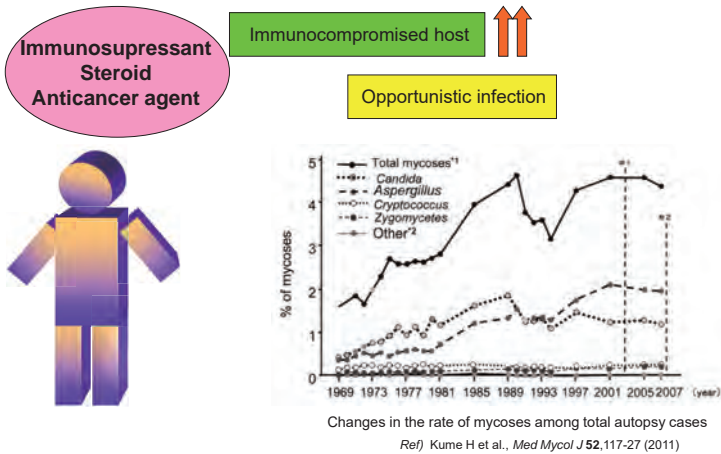 Immunosupressant
Steroid
Anticancer agent
Immunocompromised host
Opportunistic infection
5
4
3
2
1
0
% of mycoses
Total mycoses*1
Candida
Aspergillus
Cryptococcus
Zygomycetes
Other*2
*1
*2
1969 1973 1977 1981 1985 1989 1993 1997 2001 2005 2007 (year)
Changes in the rate of mycoses among total autopsy cases
Ref) Kume H et al., Med Mycol J 52,117-27 (2011)